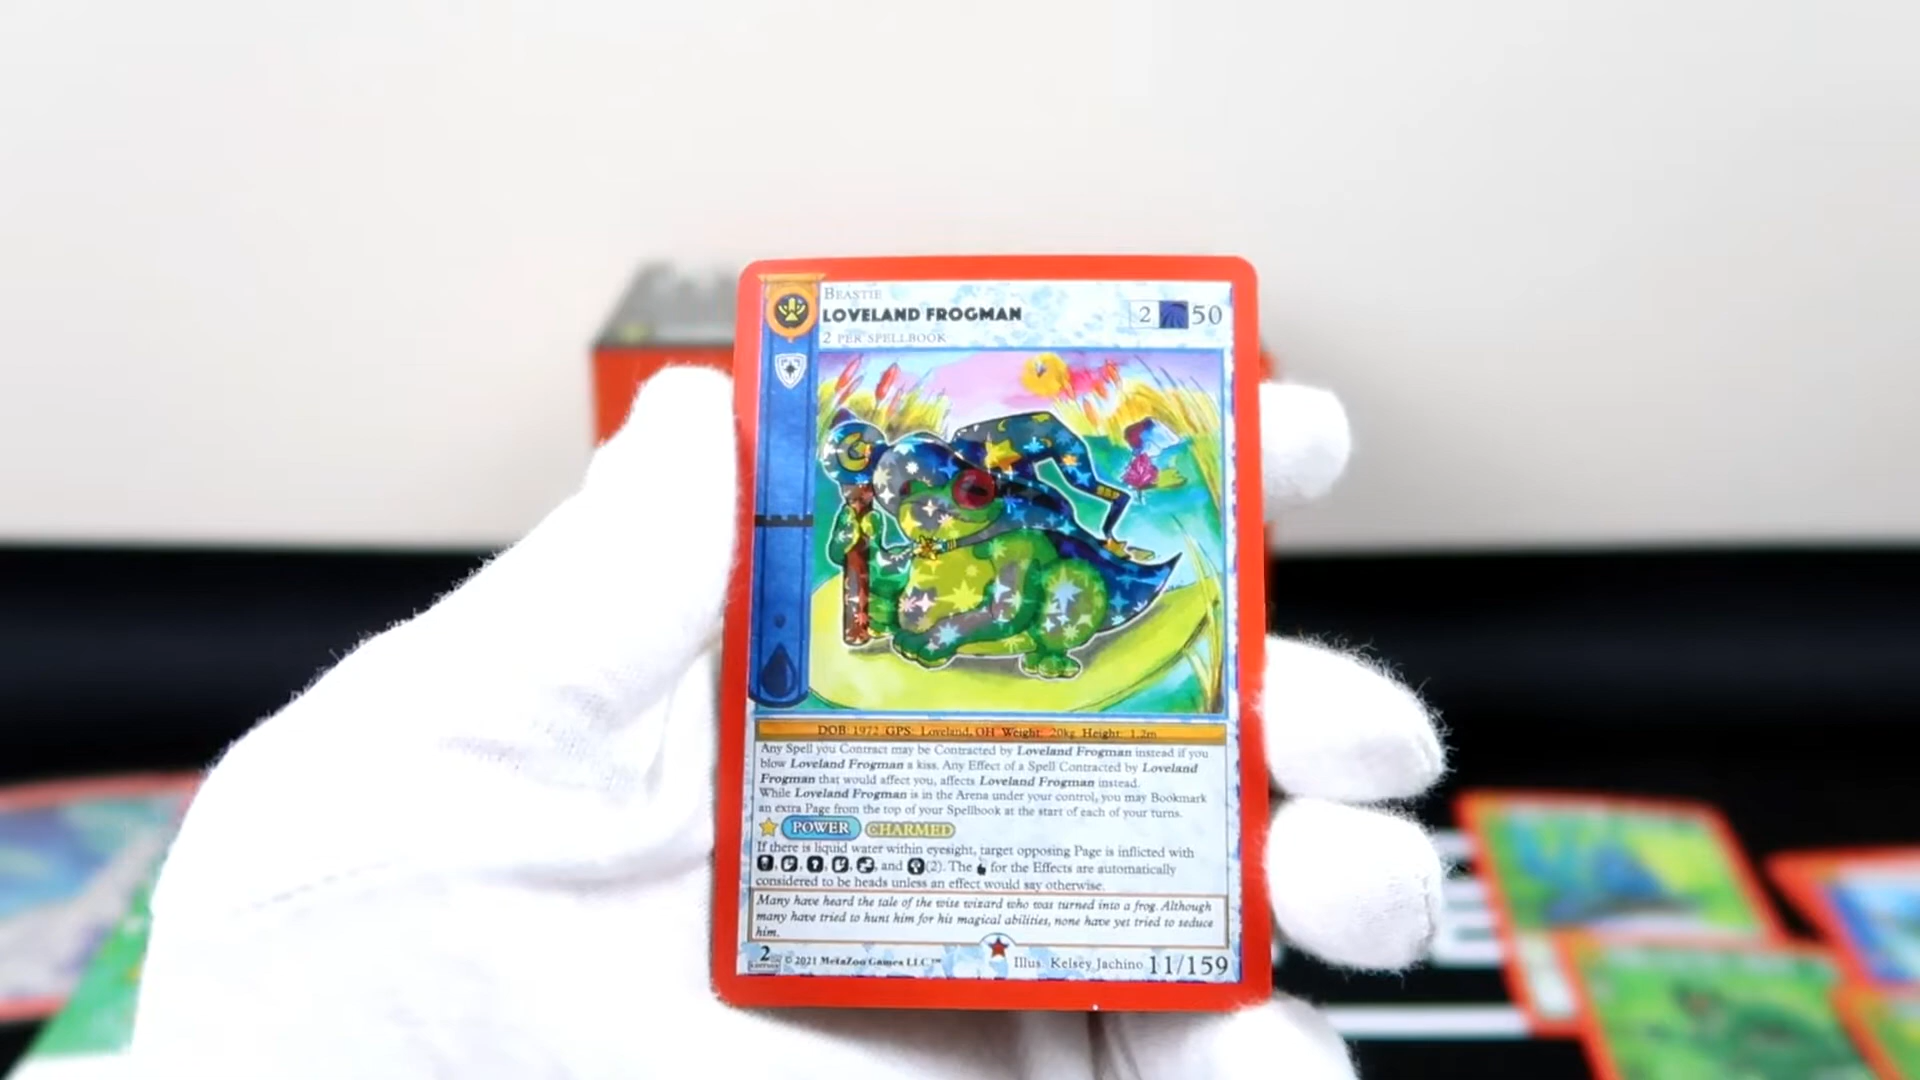 BEASTIE
LOVELAND FROGMAN
2 50
2 PER SPELLBOOK
DOB: 1972 GPS: Loveland, OH Weight: 20kg Height: 1.2m
Any Spell you Contract may be Contracted by Loveland Frogman instead if you
blow Loveland Frogman a kiss. Any Effect of a Spell Contracted by Loveland
Frogman that would affect you, affects Loveland Frogman instead.
While Loveland Frogman is in the Arena under your control, you may Bookmark
an extra Page from the top of your Spellbook at the start of each of your turns.
POWER CHARMED
If there is liquid water within eyesight, target opposing Page is inflicted with
, , , , , and (2). The for the Effects are automatically
considered to be heads unless an effect would say otherwise.
Many have heard the tale of the wise wizard who was turned into a frog. Although
many have tried to hunt him for his magical abilities, none have yet tried to seduce
him.
2 © 2021 MetaZoo Games LLC.™ Illus. Kelsey Jachino 11/159